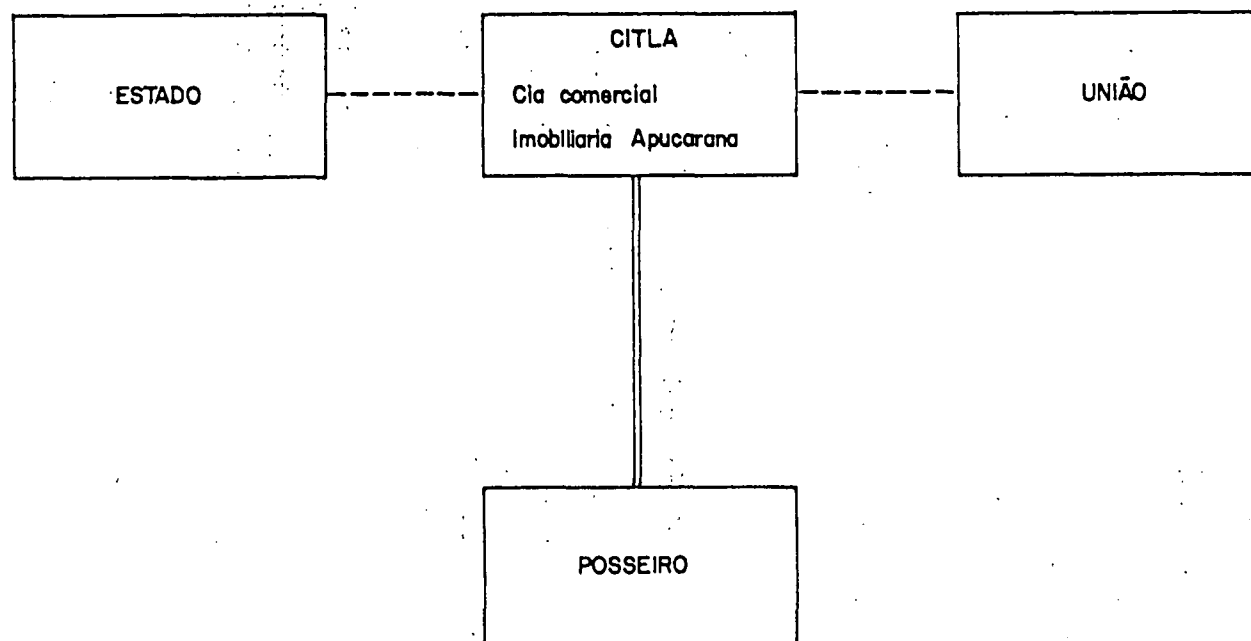 ESTADO
CITLA
Cia comercial
Imobiliaria Apucarana
UNIÃO
POSSEIRO